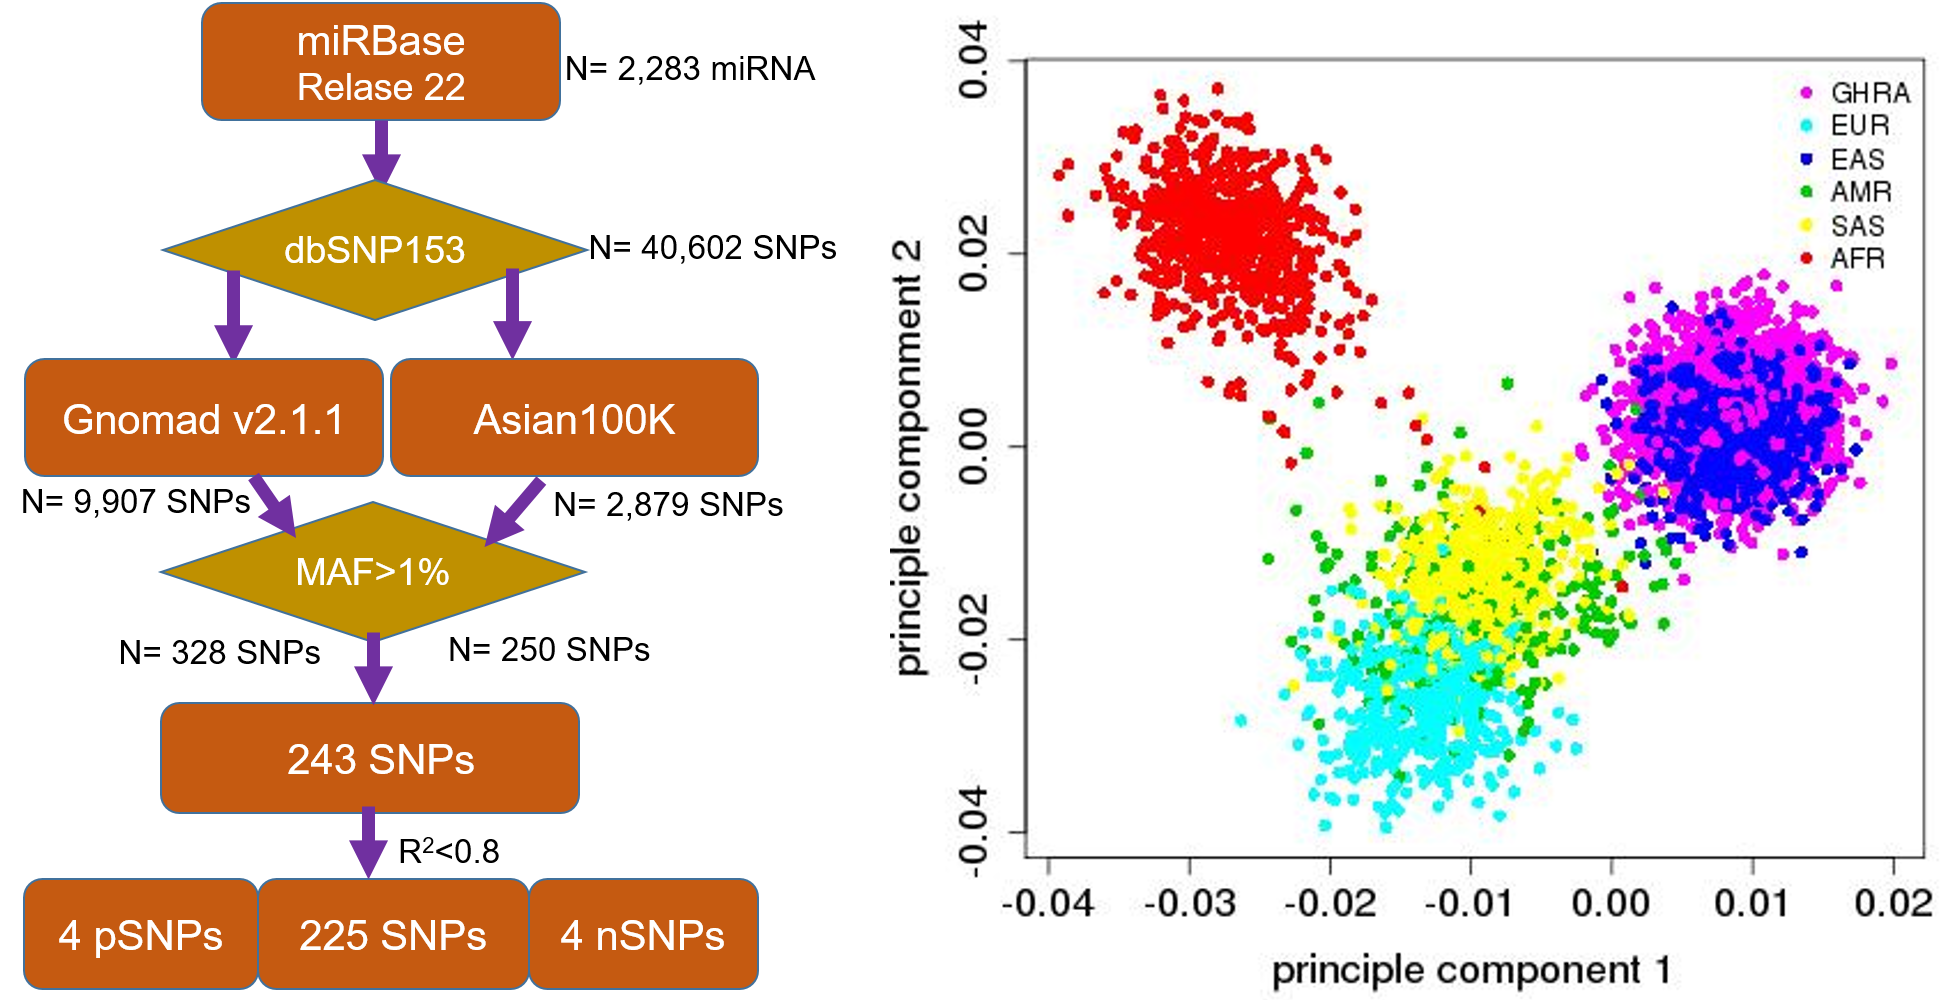 miRBase
Relase 22
N= 2,283 miRNA
dbSNP153
N= 40,602 SNPs
Gnomad v2.1.1
Asian100K
N= 9,907 SNPs
N= 2,879 SNPs
MAF>1%
N= 328 SNPs
N= 250 SNPs
243 SNPs
R²<0.8
4 pSNPs
225 SNPs
4 nSNPs
principle componment 2
0.04
0.02
0.00
-0.02
-0.04
GHRA
EUR
EAS
AMR
SAS
AFR
-0.04
-0.03
-0.02
-0.01
0.00
0.01
0.02
principle component 1